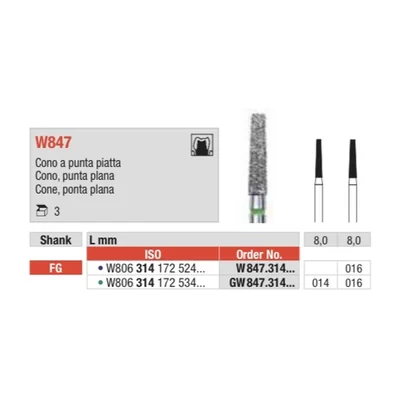 W847
Cono a punta piatta
Cono, punta plana
Cone, ponta plana
3
Shank L mm 8,0 8,0
ISO Order No.
FG W806 314 172 524... W847.314... 016
W806 314 172 534... GW847.314... 014 016